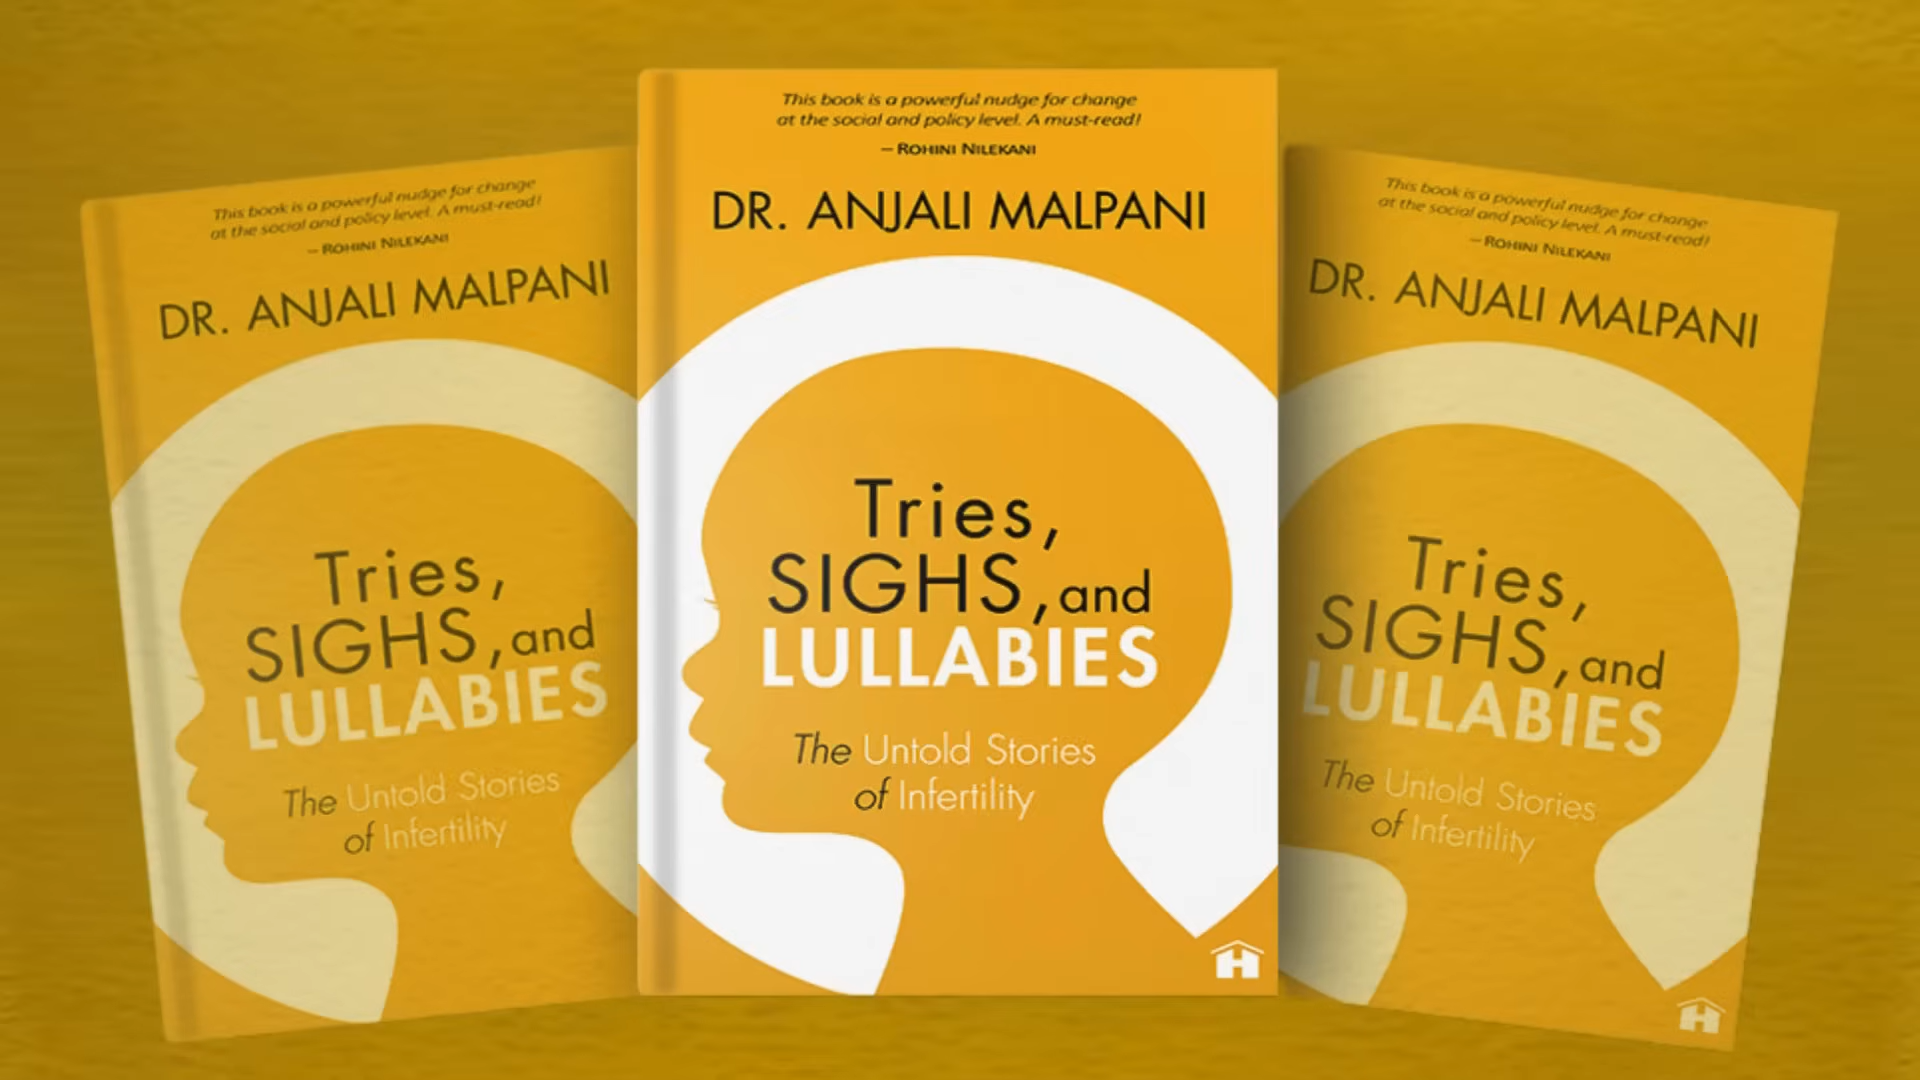 This book is a powerful nudge for change
at the social and policy level. A must-read!
– ROHINI NILEKANI
DR. ANJALI MALPANI
Tries,
SIGHS, and
LULLABIES
The Untold Stories
of Infertility
This book is a powerful nudge for change
at the social and policy level. A must-read!
– ROHINI NILEKANI
DR. ANJALI MALPANI
Tries,
SIGHS, and
LULLABIES
The Untold Stories
of Infertility
H
This book is a powerful nudge for change
at the social and policy level. A must-read!
– ROHINI NILEKANI
DR. ANJALI MALPANI
Tries,
SIGHS, and
LULLABIES
The Untold Stories
of Infertility
H